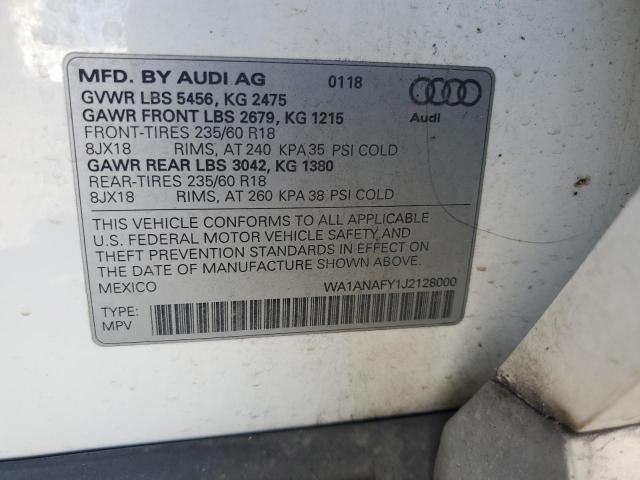 MFD. BY AUDI AG 0118
GVWR LBS 5456, KG 2475
GAWR FRONT LBS 2679, KG 1215
FRONT-TIRES 235/60 R18
8JX18 RIMS, AT 240 KPA 35 PSI COLD
GAWR REAR LBS 3042, KG 1380
REAR-TIRES 235/60 R18
8JX18 RIMS, AT 260 KPA 38 PSI COLD
Audi
THIS VEHICLE CONFORMS TO ALL APPLICABLE
U.S. FEDERAL MOTOR VEHICLE SAFETY, AND
THEFT PREVENTION STANDARDS IN EFFECT ON
THE DATE OF MANUFACTURE SHOWN ABOVE.
MEXICO WA1ANAFY1J2128000
TYPE:
MPV